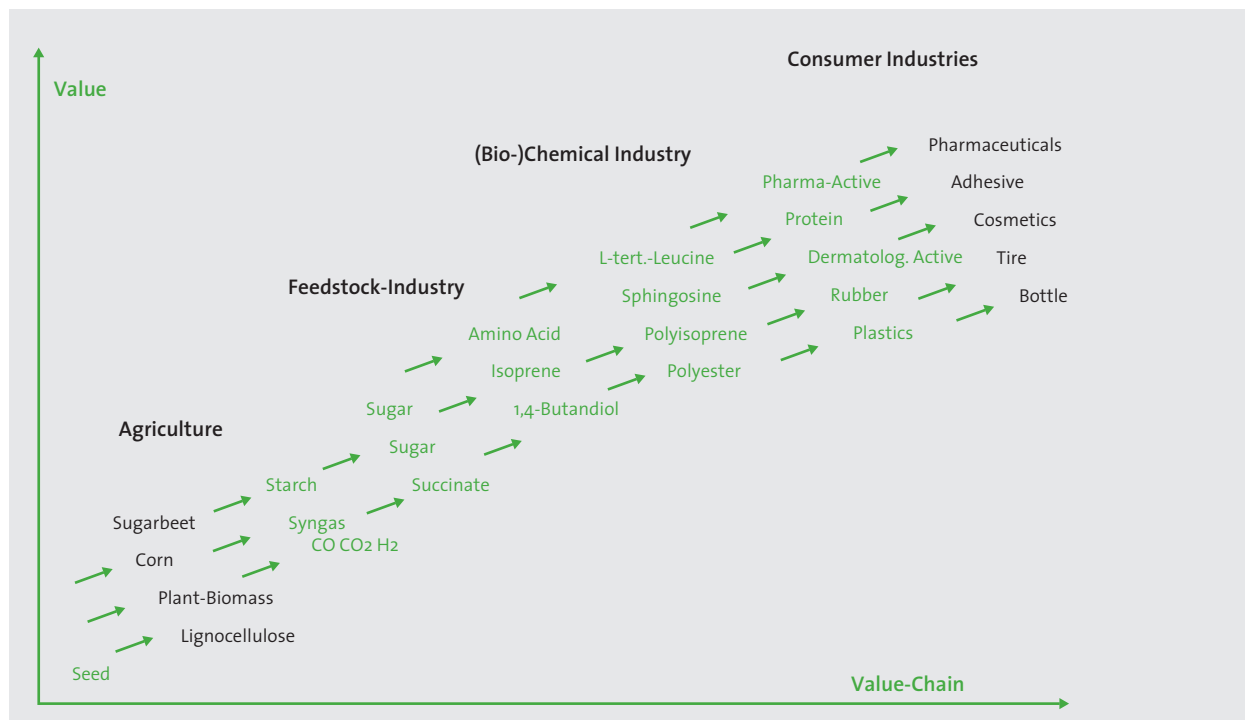 Consumer Industries
Value
Pharmaceuticals
(Bio-)Chemical Industry
Pharma-Active
Adhesive
Protein
Cosmetics
L-tert.-Leucine
Dermatolog. Active
Tire
Feedstock-Industry
Sphingosine
Rubber
Bottle
Amino Acid
Polyisoprene
Plastics
Isoprene
Polyester
Sugar
1,4-Butandiol
Agriculture
Sugar
Starch
Succinate
Sugarbeet
Syngas
CO CO2 H2
Corn
Plant-Biomass
Lignocellulose
Seed
Value-Chain